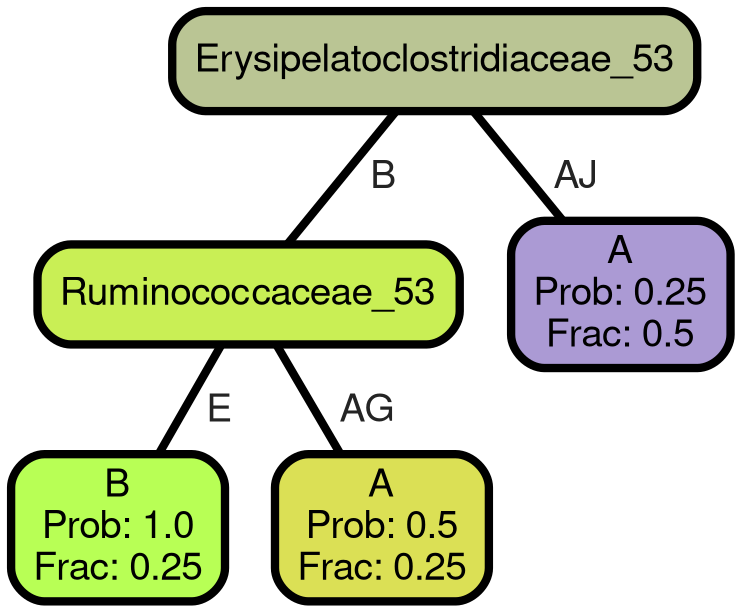 Erysipelatoclostridiaceae_53
B
AJ
Ruminococcaceae_53
A
Prob: 0.25
Frac: 0.5
E
AG
B
Prob: 1.0
Frac: 0.25
A
Prob: 0.5
Frac: 0.25